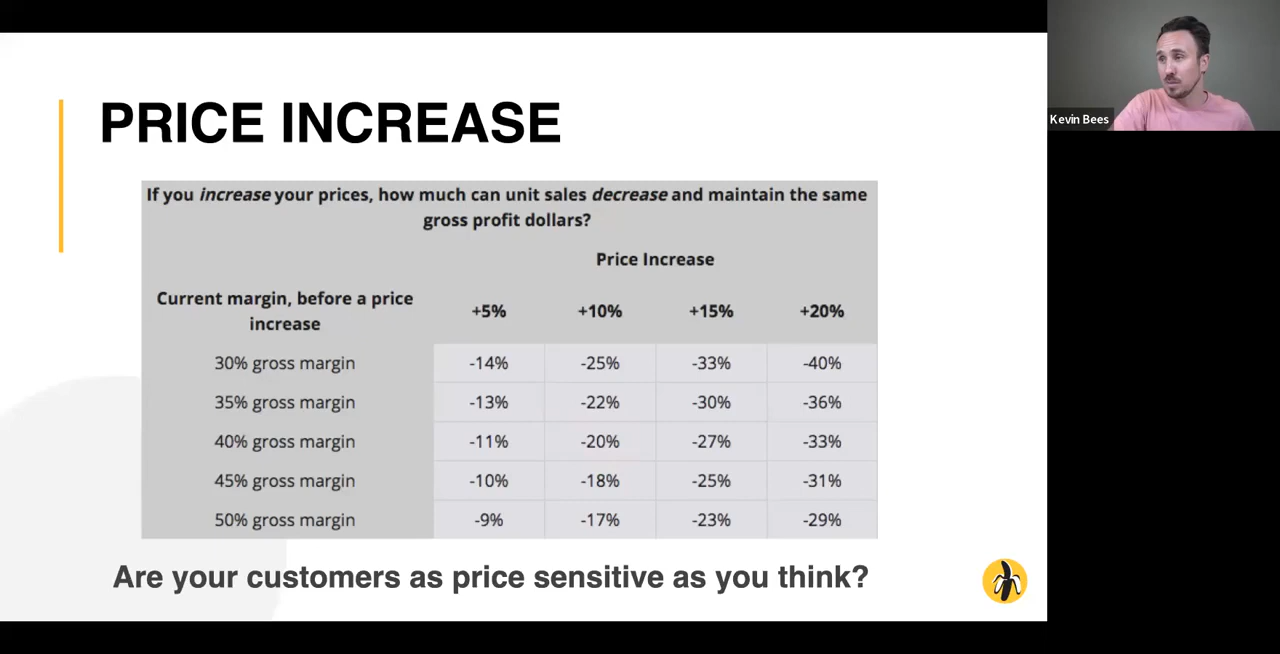 PRICE INCREASE
If you increase your prices, how much can unit sales decrease and maintain the same
gross profit dollars?
Price Increase
Current margin, before a price
increase
+5% +10% +15% +20%
30% gross margin -14% -25% -33% -40%
35% gross margin -13% -22% -30% -36%
40% gross margin -11% -20% -27% -33%
45% gross margin -10% -18% -25% -31%
50% gross margin -9% -17% -23% -29%
Are your customers as price sensitive as you think?
Kevin Bees